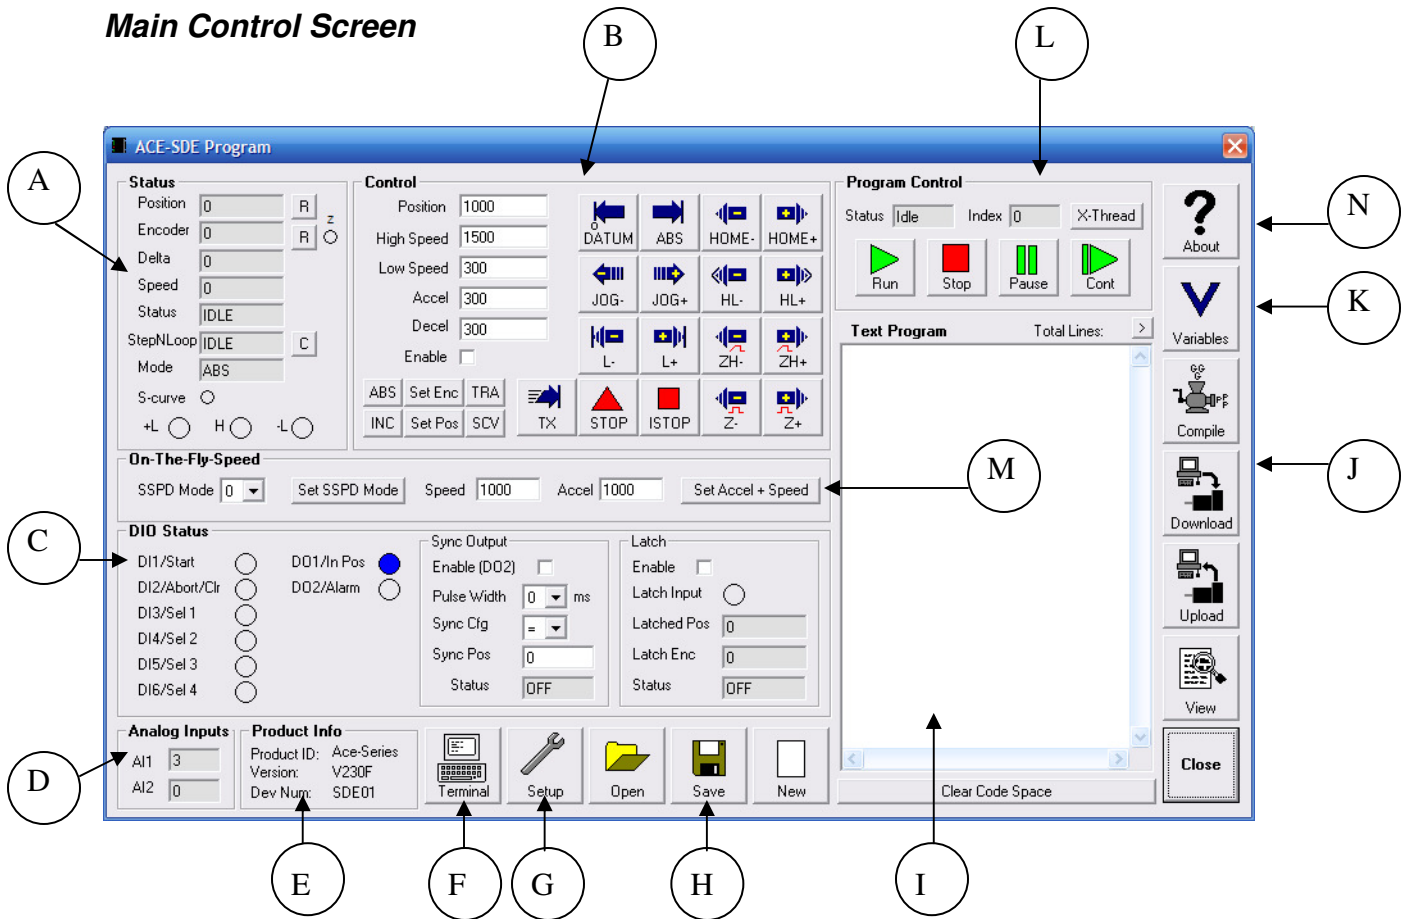 Main Control Screen
B
L
ACE-SDE Program
A
Status
Position 0 R
Z
Encoder 0 R
Delta 0
Speed 0
Status IDLE
StepNLoop IDLE C
Mode ABS
S-curve
+L H -L
Control
Position 1000
High Speed 1500
Low Speed 300
Accel 300
Decel 300
Enable
ABS Set Enc TRA
INC Set Pos SCV
DATUM ABS HOME- HOME+
JOG- JOG+ HL- HL+
L- L+ ZH- ZH+
TX STOP ISTOP Z- Z+
Program Control
Status Idle Index 0 X-Thread
Run Stop Pause Cont
Text Program Total Lines: >
About
N
Variables
K
GG
G
PP
P
Compile
J
Download
Upload
View
Close
On-The-Fly-Speed
SSPD Mode 0 Set SSPD Mode Speed 1000 Accel 1000 Set Accel + Speed
M
C
DIO Status
DI1/Start DO1/In Pos
DI2/Abort/Clr DO2/Alarm
DI3/Sel 1
DI4/Sel 2
DI5/Sel 3
DI6/Sel 4
Sync Output
Enable (DO2)
Pulse Width 0 ms
Sync Cfg =
Sync Pos 0
Status OFF
Latch
Enable
Latch Input
Latched Pos 0
Latch Enc 0
Status OFF
D
Analog Inputs
AI1 3
AI2 0
Product Info
Product ID: Ace-Series
Version: V230F
Dev Num: SDE01
Terminal Setup Open Save New
Clear Code Space
E F G H I